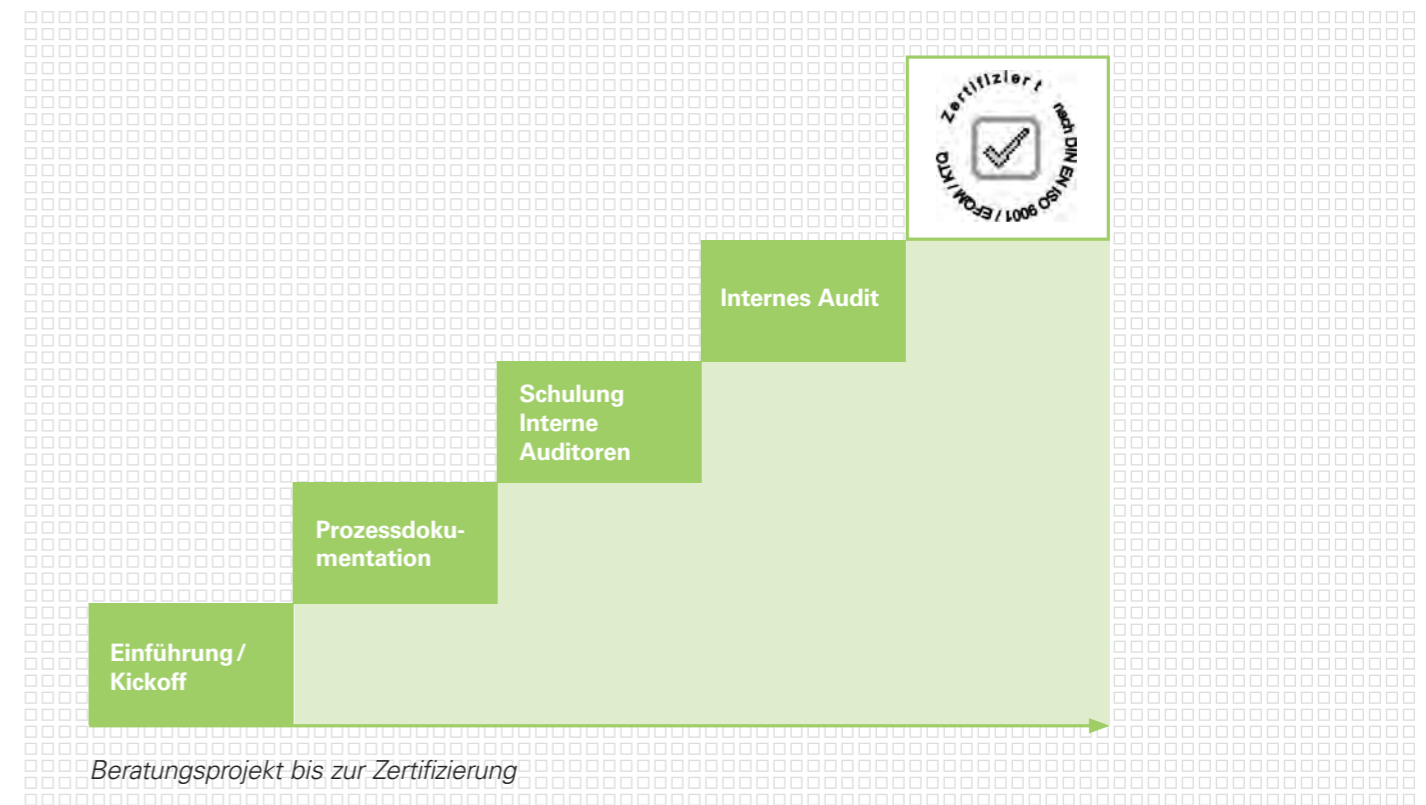 Zertifiziert nach DIN EN ISO 9001 / EFQM / KTQ
Internes Audit
Schulung
Interne
Auditoren
Prozessdoku-
mentation
Einführung /
Kickoff
Beratungsprojekt bis zur Zertifizierung